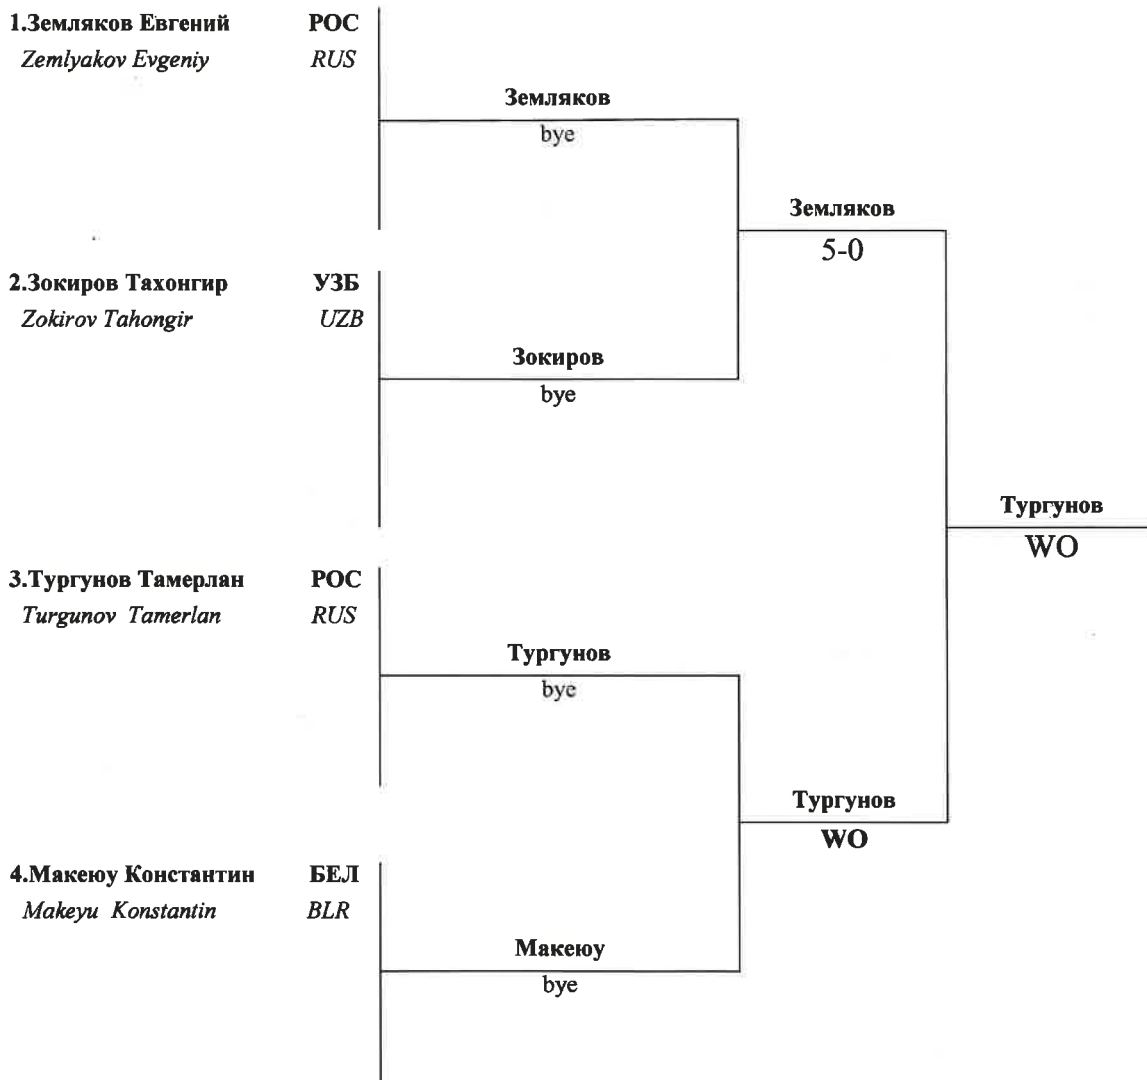 1.Земляков Евгений РОС
Zemlyakov Evgeniy RUS
Земляков
bye
Земляков
5-0
2.Зокиров Тахонгир УЗБ
Zokirov Tahongir UZB
Зокиров
bye
Тургунов
WO
3.Тургунов Тамерлан РОС
Turgunov Tamerlan RUS
Тургунов
bye
Тургунов
WO
4.Макеюу Константин БЕЛ
Makeyu Konstantin BLR
Макеюу
bye